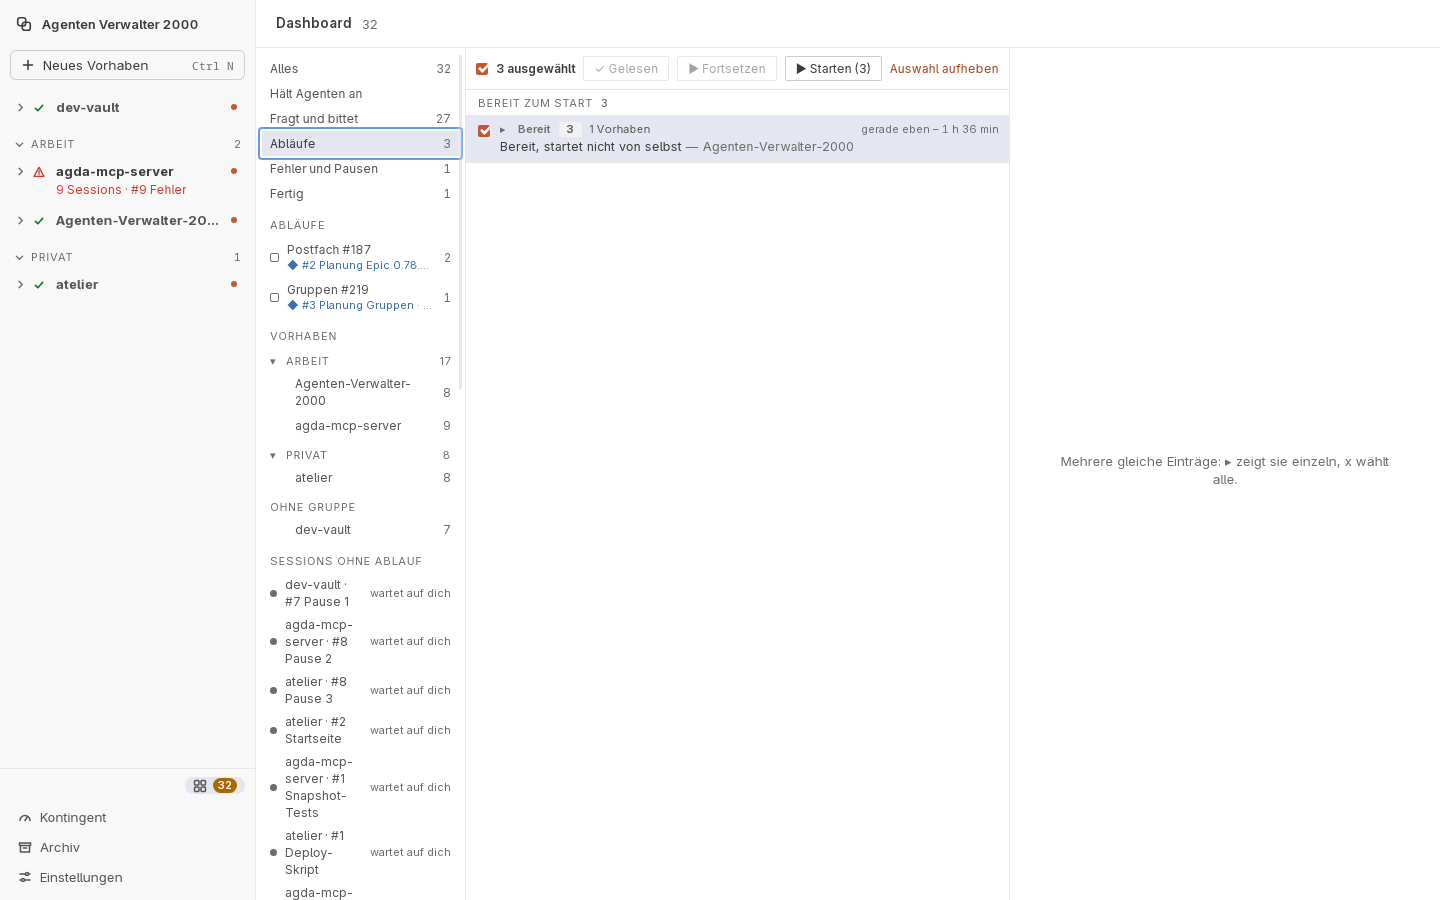 Agenten Verwalter 2000
Neues Vorhaben Ctrl N
dev-vault
ARBEIT 2
agda-mcp-server
9 Sessions · #9 Fehler
Agenten-Verwalter-20...
PRIVAT 1
atelier
32
Kontingent
Archiv
Einstellungen
Dashboard 32
Alles 32
Hält Agenten an
Fragt und bittet 27
Abläufe 3
Fehler und Pausen 1
Fertig 1
ABLÄUFE
Postfach #187
◆ #2 Planung Epic 0.78.... 2
Gruppen #219
◆ #3 Planung Gruppen · ... 1
VORHABEN
▾ ARBEIT 17
Agenten-Verwalter-
2000 8
agda-mcp-server 9
▾ PRIVAT 8
atelier 8
OHNE GRUPPE
dev-vault 7
SESSIONS OHNE ABLAUF
dev-vault ·
#7 Pause 1 wartet auf dich
agda-mcp-
server · #8
Pause 2 wartet auf dich
atelier · #8
Pause 3 wartet auf dich
atelier · #2
Startseite wartet auf dich
agda-mcp-
server · #1
Snapshot-
Tests wartet auf dich
atelier · #1
Deploy-
Skript wartet auf dich
agda-mcp-
3 ausgewählt ✓ Gelesen ▶ Fortsetzen ▶ Starten (3) Auswahl aufheben
BEREIT ZUM START 3
▸ Bereit 3 1 Vorhaben gerade eben – 1 h 36 min
Bereit, startet nicht von selbst — Agenten-Verwalter-2000
Mehrere gleiche Einträge: ▸ zeigt sie einzeln, x wählt
alle.